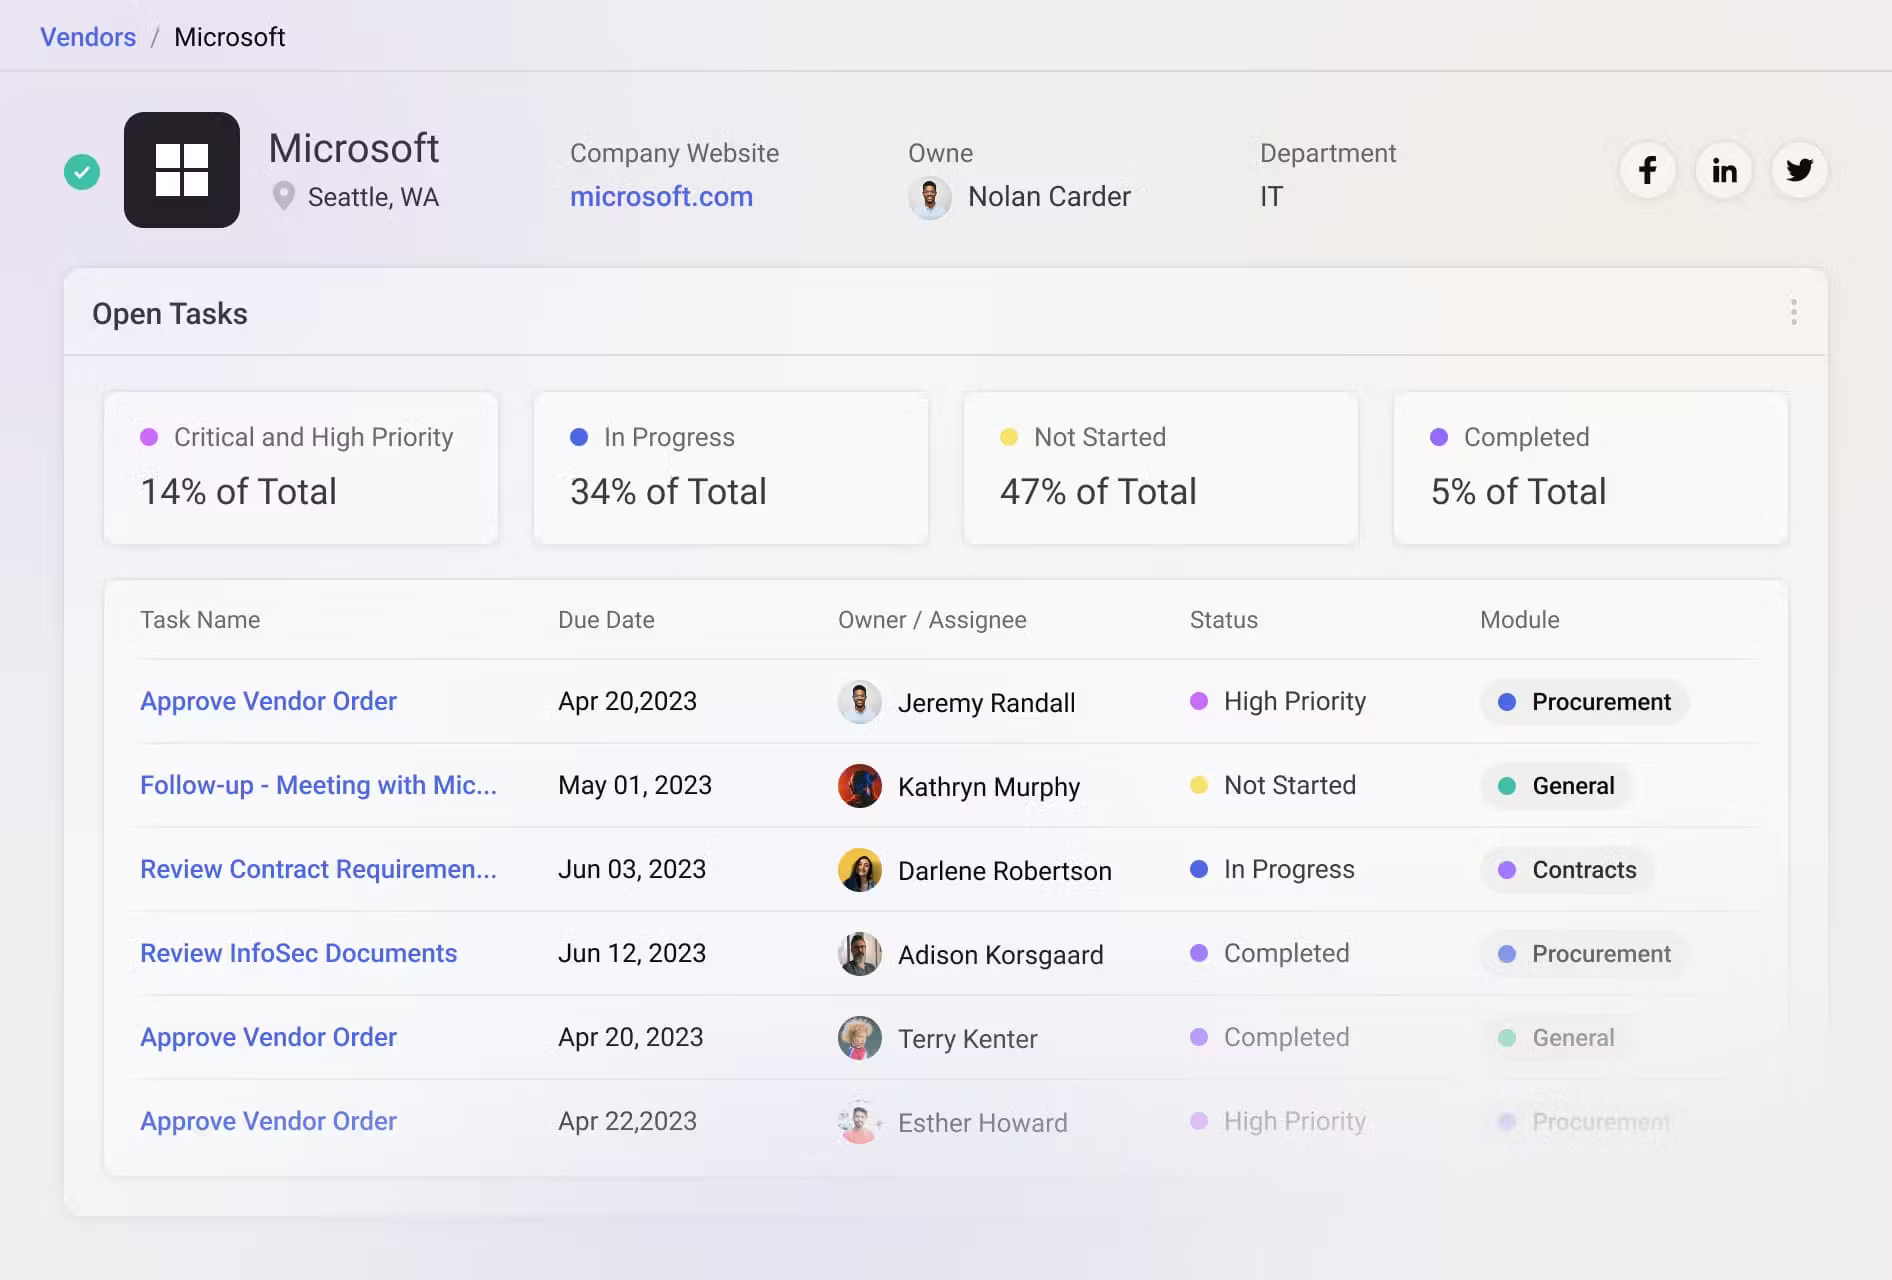 Vendors / Microsoft
Microsoft
Seattle, WA
Company Website
microsoft.com
Owne
Nolan Carder
Department
IT
f
in
Open Tasks
Critical and High Priority
14% of Total
In Progress
34% of Total
Not Started
47% of Total
Completed
5% of Total
Task Name Due Date Owner / Assignee Status Module
Approve Vendor Order Apr 20,2023 Jeremy Randall High Priority Procurement
Follow-up - Meeting with Mic... May 01, 2023 Kathryn Murphy Not Started General
Review Contract Requiremen... Jun 03, 2023 Darlene Robertson In Progress Contracts
Review InfoSec Documents Jun 12, 2023 Adison Korsgaard Completed Procurement
Approve Vendor Order Apr 20, 2023 Terry Kenter Completed General
Approve Vendor Order Apr 22,2023 Esther Howard High Priority Procurement